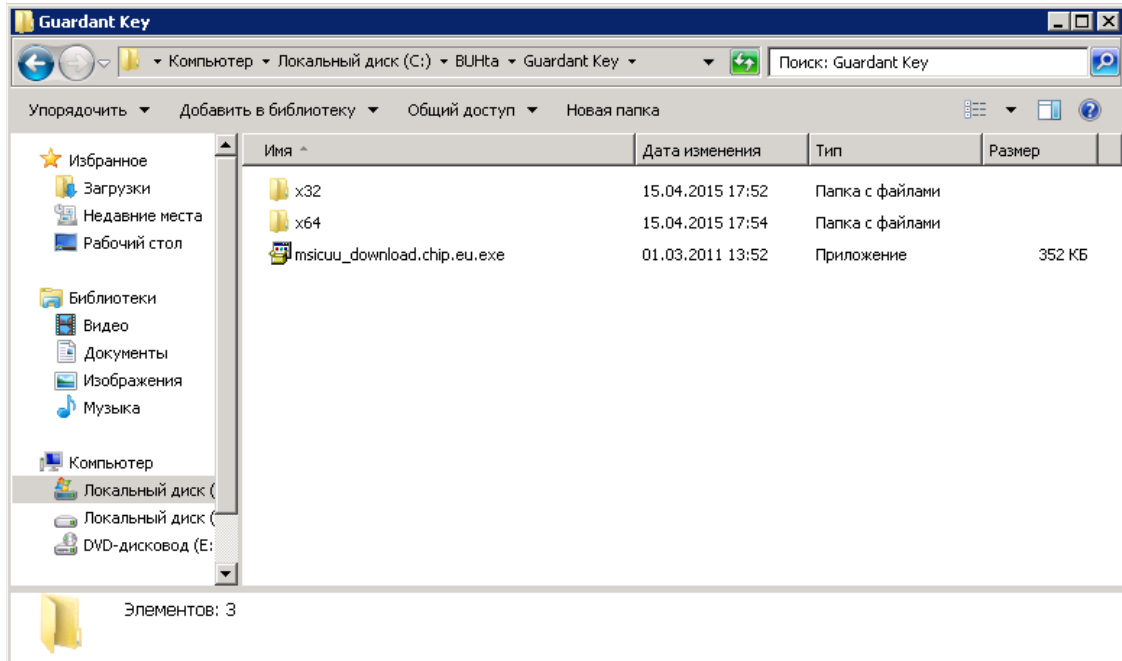 Guardant Key
Компьютер Локальный диск (C:) BUHta Guardant Key
Поиск: Guardant Key
Упорядочить Добавить в библиотеку Общий доступ Новая папка
Избранное
Загрузки
Недавние места
Рабочий стол
Библиотеки
Видео
Документы
Изображения
Музыка
Компьютер
Локальный диск (
Локальный диск (
DVD-дисковод (E:
Имя Дата изменения Тип Размер
x32 15.04.2015 17:52 Папка с файлами
x64 15.04.2015 17:54 Папка с файлами
msicuu_download.chip.eu.exe 01.03.2011 13:52 Приложение 352 КБ
Элементов: 3